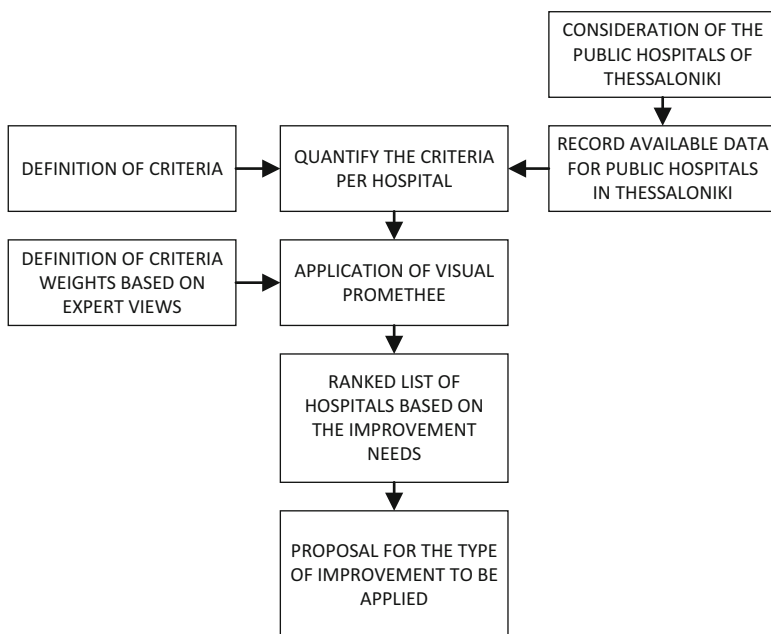 CONSIDERATION OF THE
PUBLIC HOSPITALS OF
THESSALONIKI
DEFINITION OF CRITERIA
QUANTIFY THE CRITERIA
PER HOSPITAL
RECORD AVAILABLE DATA
FOR PUBLIC HOSPITALS
IN THESSALONIKI
DEFINITION OF CRITERIA
WEIGHTS BASED ON
EXPERT VIEWS
APPLICATION OF VISUAL
PROMETHEE
RANKED LIST OF
HOSPITALS BASED ON
THE IMPROVEMENT
NEEDS
PROPOSAL FOR THE TYPE
OF IMPROVEMENT TO BE
APPLIED